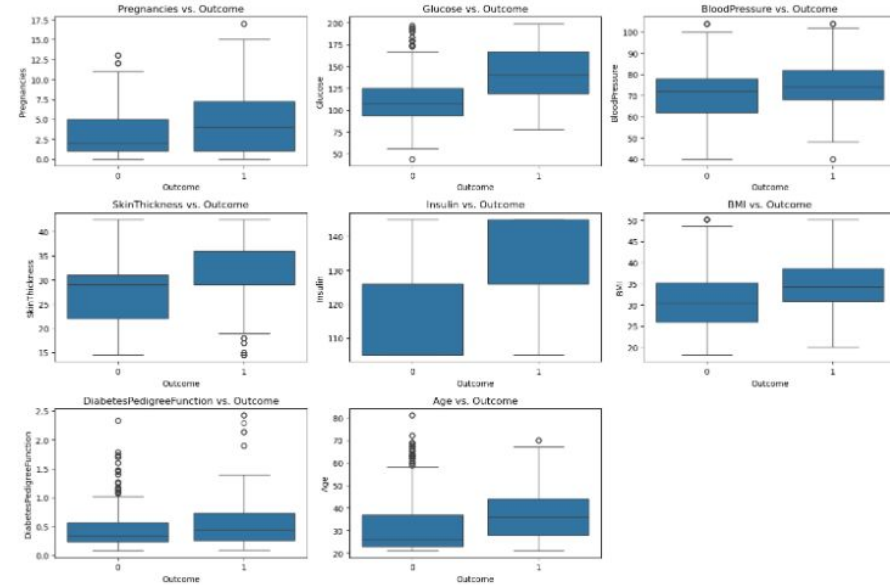 Pregnancies vs. Outcome
Pregnancies
17.5
15.0
12.5
10.0
7.5
5.0
2.5
0.0
0
1
Outcome
Glucose vs. Outcome
Glucose
200
175
150
125
100
75
50
0
1
Outcome
BloodPressure vs. Outcome
BloodPressure
100
90
80
70
60
50
40
0
1
Outcome
SkinThickness vs. Outcome
SkinThickness
40
35
30
25
20
15
0
1
Outcome
Insulin vs. Outcome
Insulin
140
130
120
110
0
1
Outcome
BMI vs. Outcome
BMI
50
45
40
35
30
25
20
0
1
Outcome
DiabetesPedigreeFunction vs. Outcome
DiabetesPedigreeFunction
2.5
2.0
1.5
1.0
0.5
0.0
0
1
Outcome
Age vs. Outcome
Age
80
70
60
50
40
30
20
0
1
Outcome